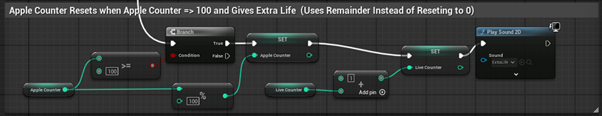 Apple Counter Resets when Apple Counter => 100 and Gives Extra Life (Uses Remainder Instead of Reseting to 0)
Branch
SET
SET
Play Sound 2D
True
Condition
False
Apple Counter
Live Counter
Sound
ExtraLife
>=
100
1
+
Add pin
Apple Counter
100
%
Live Counter